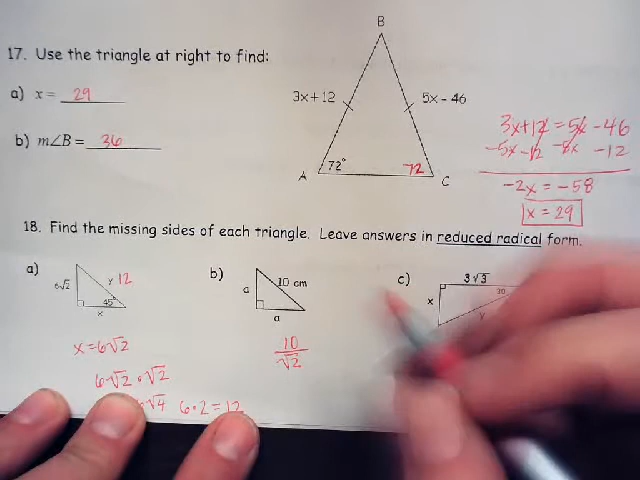 17. Use the triangle at right to find:
a) x = 29
b) m∠B = 36
B
3x + 12
5x - 46
A
72°
72
C
3x+12 = 5x -46
-5x -12 -5x -12
-2x = -58
x = 29
18. Find the missing sides of each triangle. Leave answers in reduced radical form.
a)
6√2
y 12
45°
x
x=6√2
6√2 • √2
√4 6•2=12
b)
10 cm
a
a
10
√2
c)
3√3
x
30
y